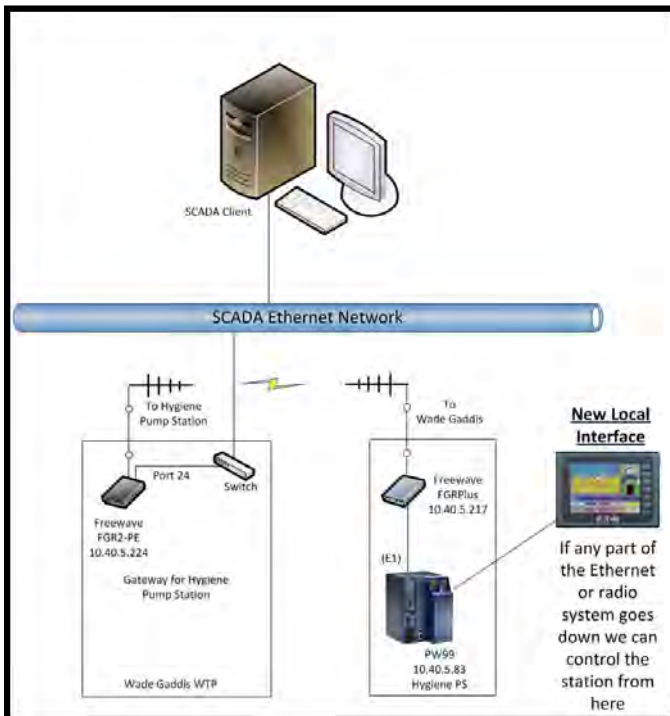 SCADA Client
SCADA Ethernet Network
To Hygiene
Pump Station
To
Wade Gaddis
New Local
Interface
Port 24
Switch
Freewave
FGR2-PE
10.40.5.224
Freewave
FGRPlus
10.40.5.217
Gateway for Hygiene
Pump Station
(E1)
PW99
10.40.5.83
Hygiene PS
Wade Gaddis WTP
If any part of
the Ethernet
or radio
system goes
down we can
control the
station from
here